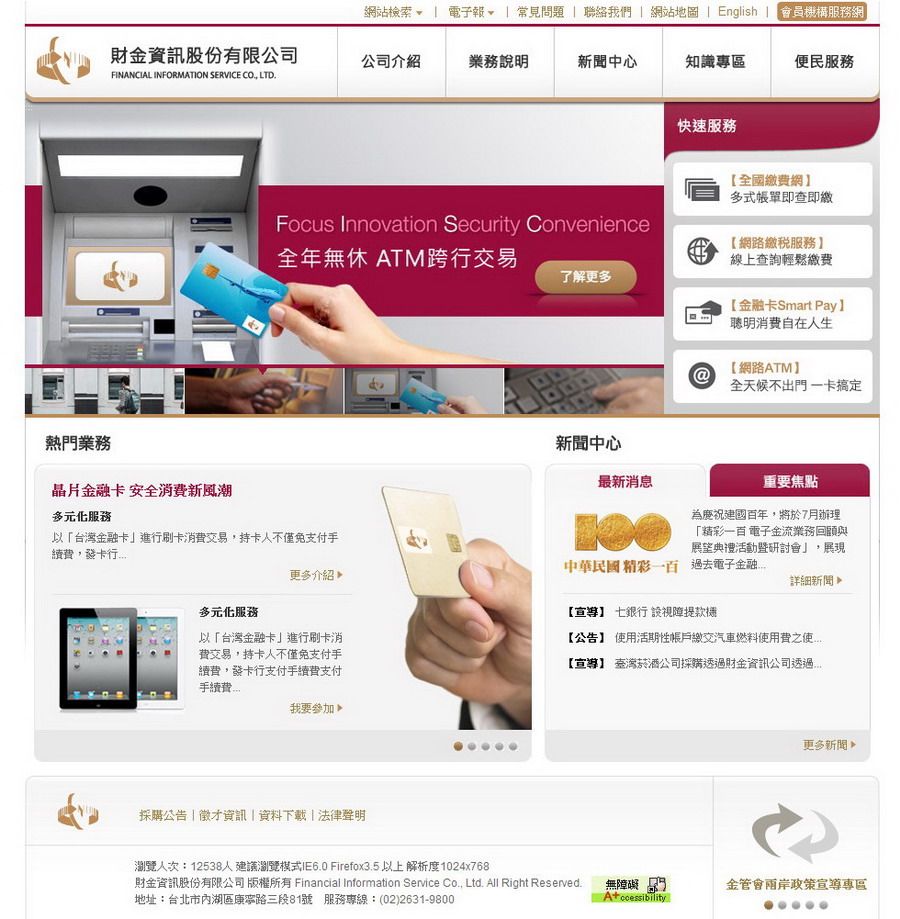 網站檢索 | 電子報 | 常見問題 | 聯絡我們 | 網站地圖 | English | 會員機構服務網
財金資訊股份有限公司
FINANCIAL INFORMATION SERVICE CO., LTD.
公司介紹 業務說明 新聞中心 知識專區 便民服務
Focus Innovation Security Convenience
全年無休 ATM跨行交易
了解更多
快速服務
【全國繳費網】
多式帳單即查即繳
【網路繳稅服務】
線上查詢輕鬆繳費
【金融卡Smart Pay】
聰明消費自在人生
【網路ATM】
全天候不出門 一卡搞定
熱門業務
晶片金融卡 安全消費新風潮
多元化服務
以「台灣金融卡」進行刷卡消費交易，持卡人不僅免支付手
續費，發卡行...
更多介紹
多元化服務
以「台灣金融卡」進行刷卡消
費交易，持卡人不僅免支付手
續費，發卡行支付手續費支付
手續費...
我要參加
新聞中心
最新消息 重要焦點
100
中華民國 精彩一百
為慶祝建國百年，將於7月辦理
「精彩一百 電子金流業務回顧與
展望典禮活動暨研討會」，展現
過去電子金融...
詳細新聞
【宣導】 七銀行 設視障提款機
【公告】 使用活期性帳戶繳交汽車燃料使用費之使...
【宣導】 臺灣菸酒公司採購透過財金資訊公司透過...
更多新聞
採購公告 | 徵才資訊 | 資料下載 | 法律聲明
瀏覽人次：12538人 建議瀏覽模式IE6.0 Firefox3.5 以上 解析度1024x768
財金資訊股份有限公司 版權所有 Financial Information Service Co., Ltd. All Right Reserved.
地址：台北市內湖區康寧路三段81號 服務專線：(02)2631-9800
無障礙
A+ccessibility
金管會兩岸政策宣導專區